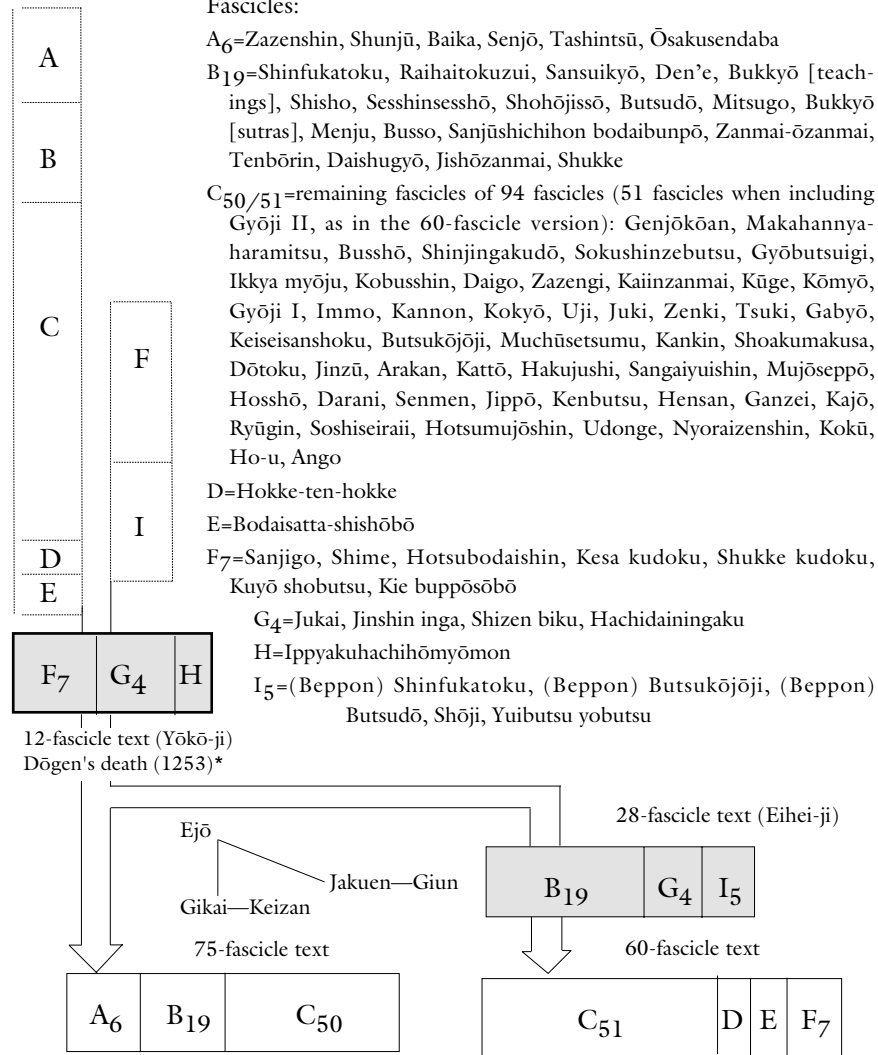 Fascicles:
A6=Zazenshin, Shunjū, Baika, Senjō, Tashintsū, Ōsakusendaba
B19=Shinfukatoku, Raihaitokuzui, Sansuikyō, Den’e, Bukkyō [teach-
ings], Shisho, Sesshinsesshō, Shohōjissō, Butsudō, Mitsugo, Bukkyō
[sutras], Menju, Busso, Sanjūshichihon bodaibunpō, Zanmai-ōzanmai,
Tenbōrin, Daishugyō, Jishōzanmai, Shukke
C50/51=remaining fascicles of 94 fascicles (51 fascicles when including
Gyōji II, as in the 60-fascicle version): Genjōkōan, Makahannya-
haramitsu, Busshō, Shinjingakudō, Sokushinzebutsu, Gyōbutsuigi,
Ikkya myōju, Kobusshin, Daigo, Zazengi, Kaiinzanmai, Kūge, Kōmyō,
Gyōji I, Immo, Kannon, Kokyō, Uji, Juki, Zenki, Tsuki, Gabyō,
Keiseisanshoku, Butsukōjōji, Muchūsetsumu, Kankin, Shoakumakusa,
Dōtoku, Jinzū, Arakan, Kattō, Hakujushi, Sangaiyuishin, Mujōseppō,
Hosshō, Darani, Senmen, Jippō, Kenbutsu, Hensan, Ganzei, Kajō,
Ryūgin, Soshiseiraii, Hotsumujōshin, Udonge, Nyoraizenshin, Kokū,
Ho-u, Ango
D=Hokke-ten-hokke
E=Bodaisatta-shishōbō
F7=Sanjigo, Shime, Hotsubodaishin, Kesa kudoku, Shukke kudoku,
Kuyō shobutsu, Kie buppōsōbō
G4=Jukai, Jinshin inga, Shizen biku, Hachidainingaku
H=Ippyakuhachihōmyōmon
I5=(Beppon) Shinfukatoku, (Beppon) Butsukōjōji, (Beppon)
Butsudō, Shōji, Yuibutsu yobutsu
A
B
C
F
I
D
E
F7 G4 H
12-fascicle text (Yōkō-ji)
Dōgen's death (1253)*
Ejō
Jakuen—Giun
Gikai—Keizan
28-fascicle text (Eihei-ji)
B19 G4 I5
75-fascicle text
60-fascicle text
A6 B19 C50
C51 D E F7